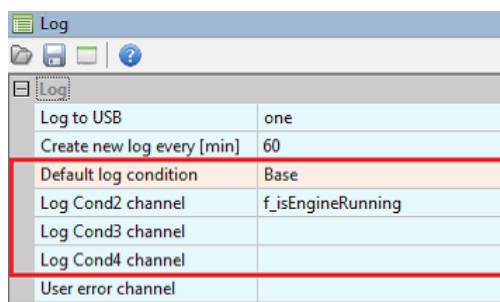 Log
Log
Log to USB one
Create new log every [min] 60
Default log condition Base
Log Cond2 channel f_isEngineRunning
Log Cond3 channel
Log Cond4 channel
User error channel